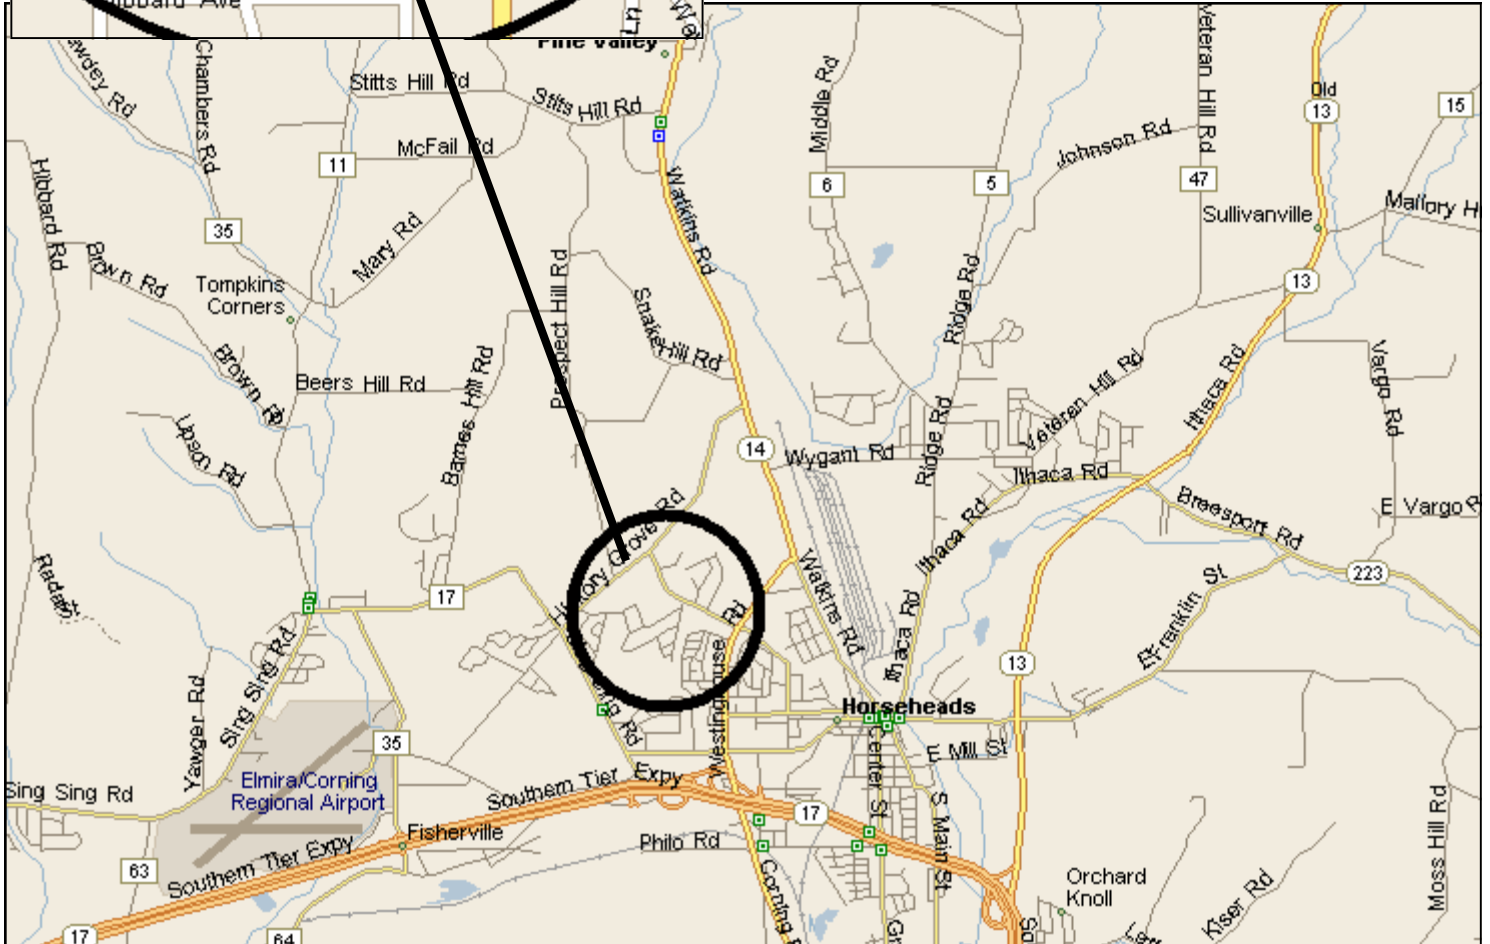 Hibbard Ave
Ln
Pine Valley
Chambers Rd
Stitts Hill Rd
Stitts Hill Rd
McFail Rd
11
Middle Rd
Veteran Hill Rd
Old
13
15
Johnson Rd
6
5
47
Hibbard Rd
35
Mary Rd
Watkins Rd
Sullivanville
Mallory H
Brown Rd
Tompkins
Corners
Prospect Hill Rd
Snake Hill Rd
Ridge Rd
13
Brown Rd
Beers Hill Rd
Barnes Hill Rd
Veteran Hill Rd
Ithaca Rd
Vargo Rd
Upson Rd
14
Wygant Rd
Ridge Rd
Ithaca Rd
Breesport Rd
E Vargo R
Hickory Grove Rd
Ithaca Rd
17
Watkins Rd
223
Sing Sing Rd
Yawger Rd
Rd
Ithaca Rd
E Franklin St
13
Horseheads
Westinghouse
35
Center St
E Mill St
Elmira/Corning
Regional Airport
Sing Sing Rd
Southern Tier Expy
17
S Main St
Moss Hill Rd
Fisherville
Philo Rd
Southern Tier Expy
63
Orchard
Knoll
Kiser Rd
17
64
Corning
Gr